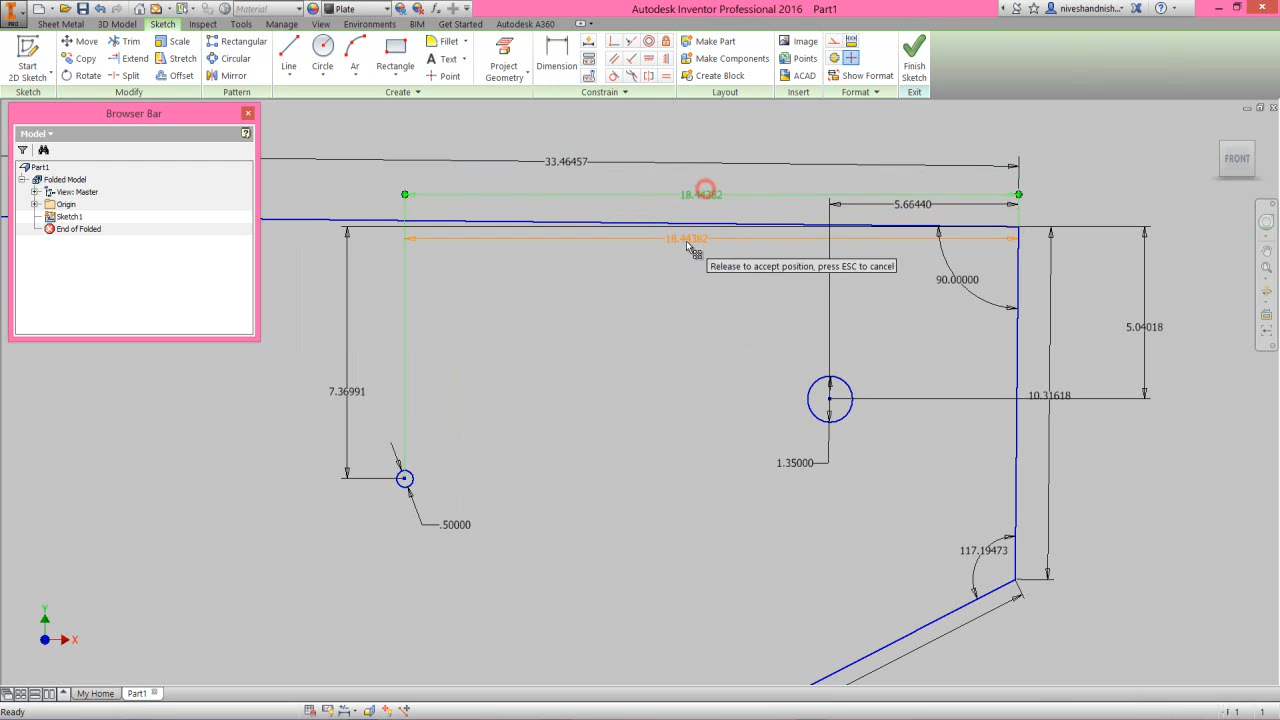 Autodesk Inventor Professional 2016 Part1
Material
Plate
niveshandnish...
PRO
Sheet Metal 3D Model Sketch Inspect Tools Manage View Environments BIM Get Started Autodesk A360
Start
2D Sketch
Move Trim Scale
Copy Extend Stretch
Rotate Split Offset
Rectangular
Circular
Mirror
Line
Circle
Arc
Rectangle
Fillet
Text
Point
Project
Geometry
Dimension
Make Part
Make Components
Create Block
Image
Points
ACAD
Show Format
Finish
Sketch
Sketch Modify Pattern Create Constrain Layout Insert Format Exit
Browser Bar
Model
Part1
Folded Model
View: Master
Origin
Sketch1
End of Folded
FRONT
33.46457
18.44382
5.66440
18.44382
Release to accept position, press ESC to cancel
90.00000
5.04018
7.36991
10.31618
1.35000
.50000
117.19473
Y
X
My Home Part1
Ready
1 1